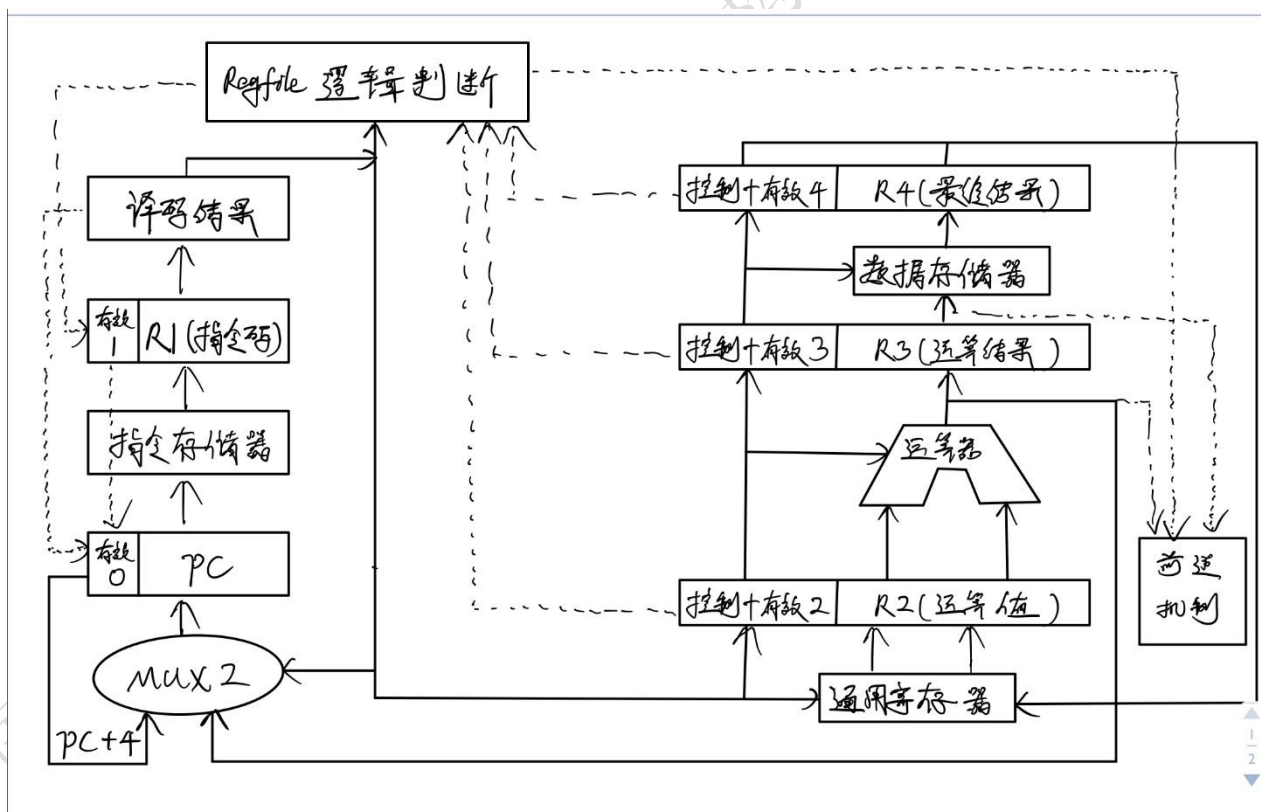 Regfile 逻辑判断
译码结果
有效
1
R1(指令码)
指令存储器
有效
0
PC
MUX2
PC+4
控制+有效4
R4(最终结果)
数据存储器
控制+有效3
R3(运算结果)
运算器
控制+有效2
R2(运算值)
通用寄存器
前递
机制
1
2